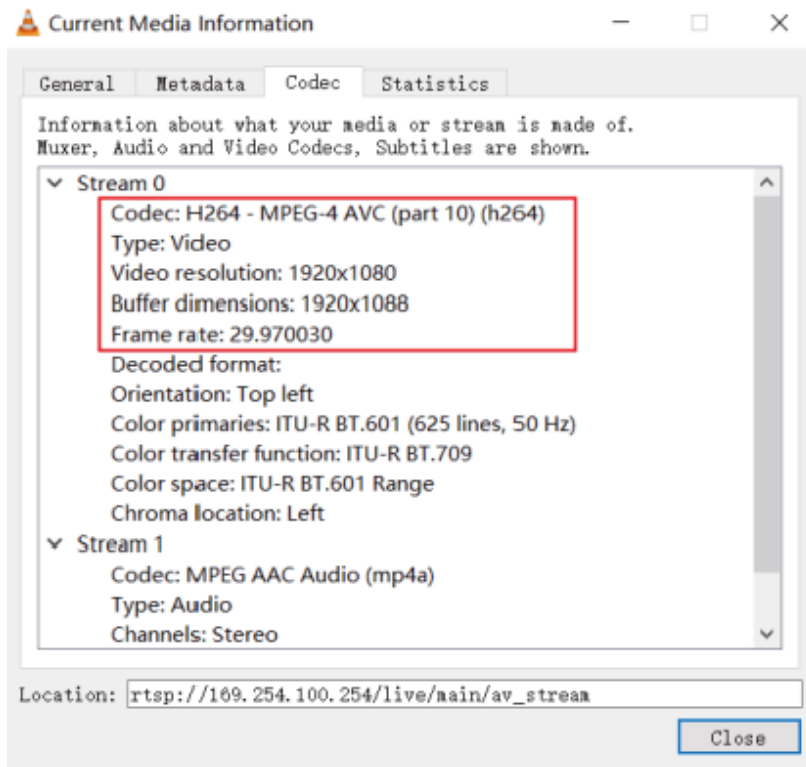 Current Media Information
General Metadata Codec Statistics
Information about what your media or stream is made of.
Muxer, Audio and Video Codecs, Subtitles are shown.
Stream 0
Codec: H264 - MPEG-4 AVC (part 10) (h264)
Type: Video
Video resolution: 1920x1080
Buffer dimensions: 1920x1088
Frame rate: 29.970030
Decoded format:
Orientation: Top left
Color primaries: ITU-R BT.601 (625 lines, 50 Hz)
Color transfer function: ITU-R BT.709
Color space: ITU-R BT.601 Range
Chroma location: Left
Stream 1
Codec: MPEG AAC Audio (mp4a)
Type: Audio
Channels: Stereo
Location: rtsp://169.254.100.254/live/main/av_stream
Close